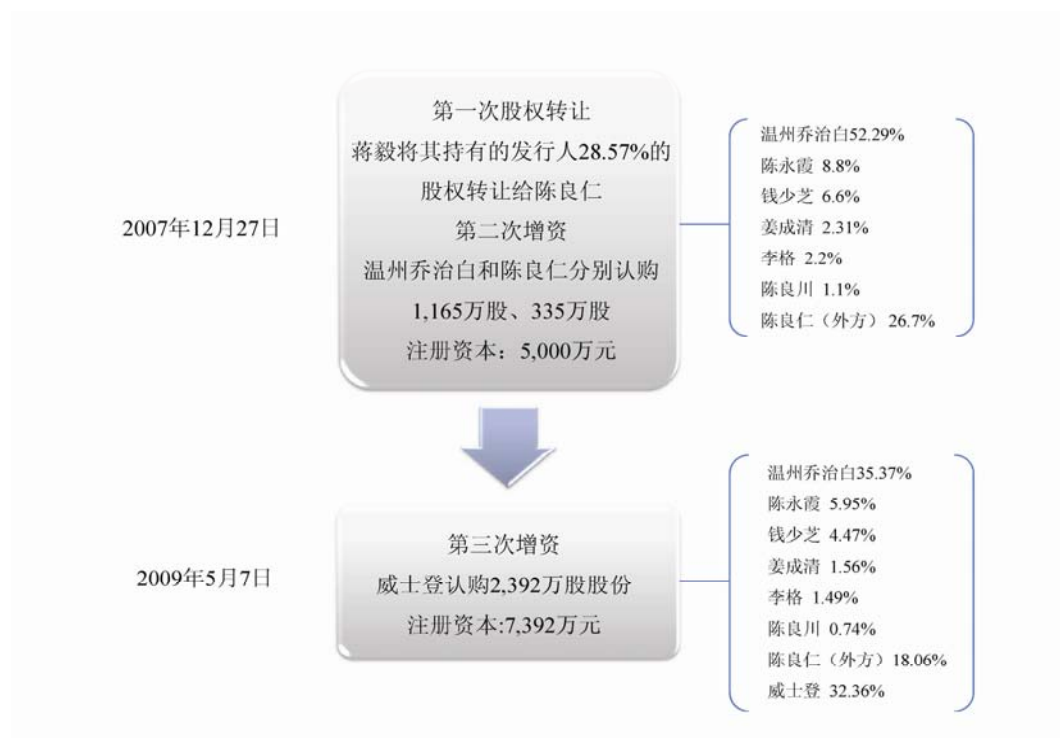 2007年12月27日
第一次股权转让
蒋毅将其持有的发行人28.57%的
股权转让给陈良仁
第二次增资
温州乔治白和陈良仁分别认购
1,165万股、335万股
注册资本：5,000万元
温州乔治白52.29%
陈永霞 8.8%
钱少芝 6.6%
姜成清 2.31%
李格 2.2%
陈良川 1.1%
陈良仁（外方）26.7%
2009年5月7日
第三次增资
威士登认购2,392万股股份
注册资本:7,392万元
温州乔治白35.37%
陈永霞 5.95%
钱少芝 4.47%
姜成清 1.56%
李格 1.49%
陈良川 0.74%
陈良仁（外方）18.06%
威士登 32.36%